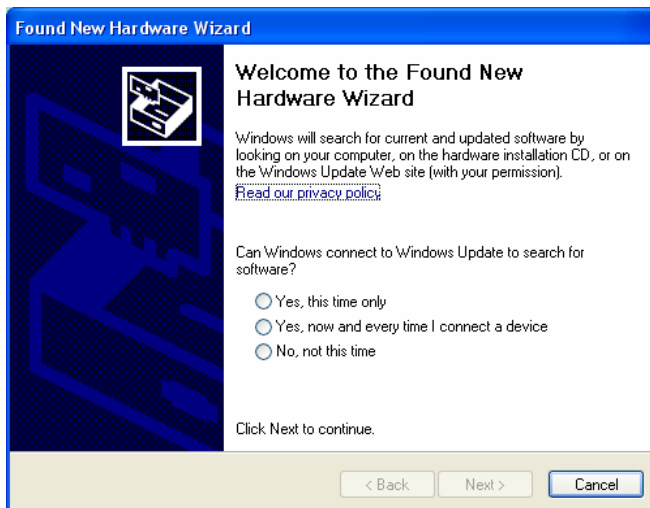 Found New Hardware Wizard
Welcome to the Found New
Hardware Wizard
Windows will search for current and updated software by
looking on your computer, on the hardware installation CD, or on
the Windows Update Web site (with your permission).
Read our privacy policy
Can Windows connect to Windows Update to search for
software?
Yes, this time only
Yes, now and every time I connect a device
No, not this time
Click Next to continue.
< Back
Next >
Cancel